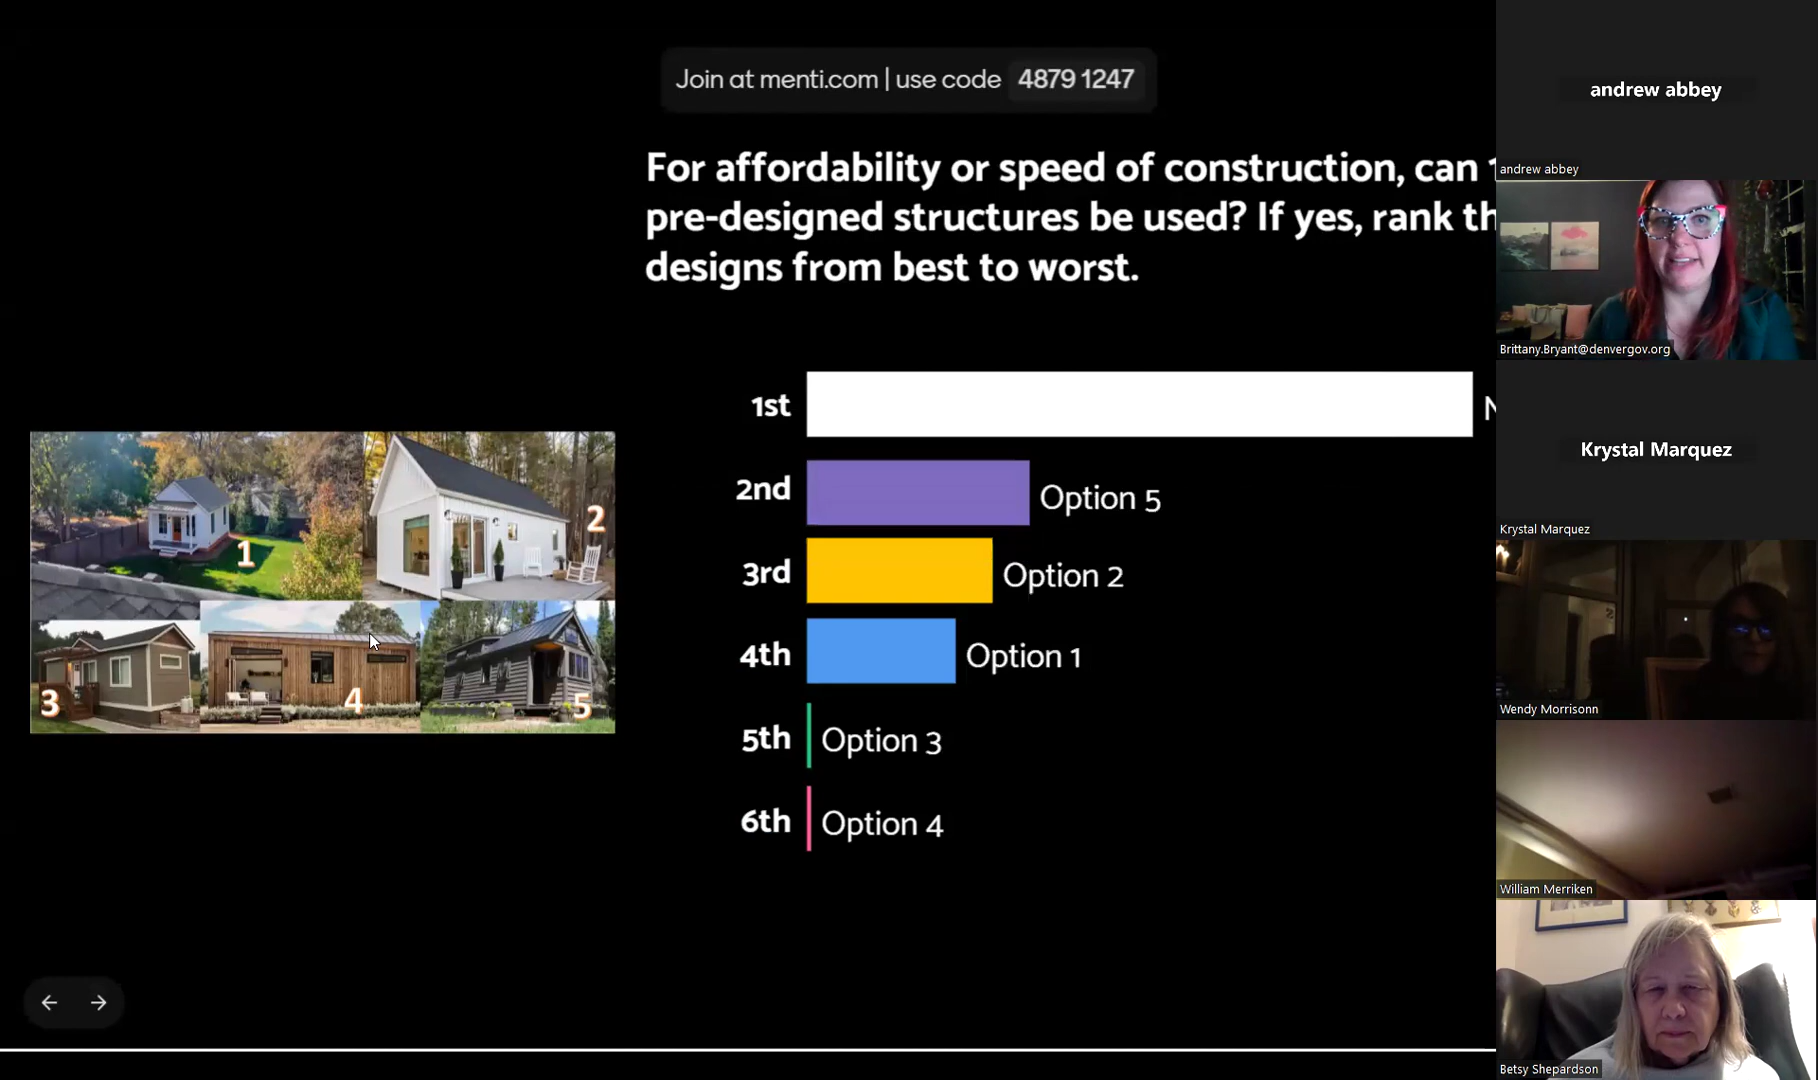 Join at menti.com | use code 4879 1247
For affordability or speed of construction, can
pre-designed structures be used? If yes, rank th
designs from best to worst.
1st
2nd Option 5
3rd Option 2
4th Option 1
5th Option 3
6th Option 4
1
2
3
4
5
andrew abbey
andrew abbey
Brittany.Bryant@denvergov.org
Krystal Marquez
Krystal Marquez
Wendy Morrisonn
William Merriken
Betsy Shepardson